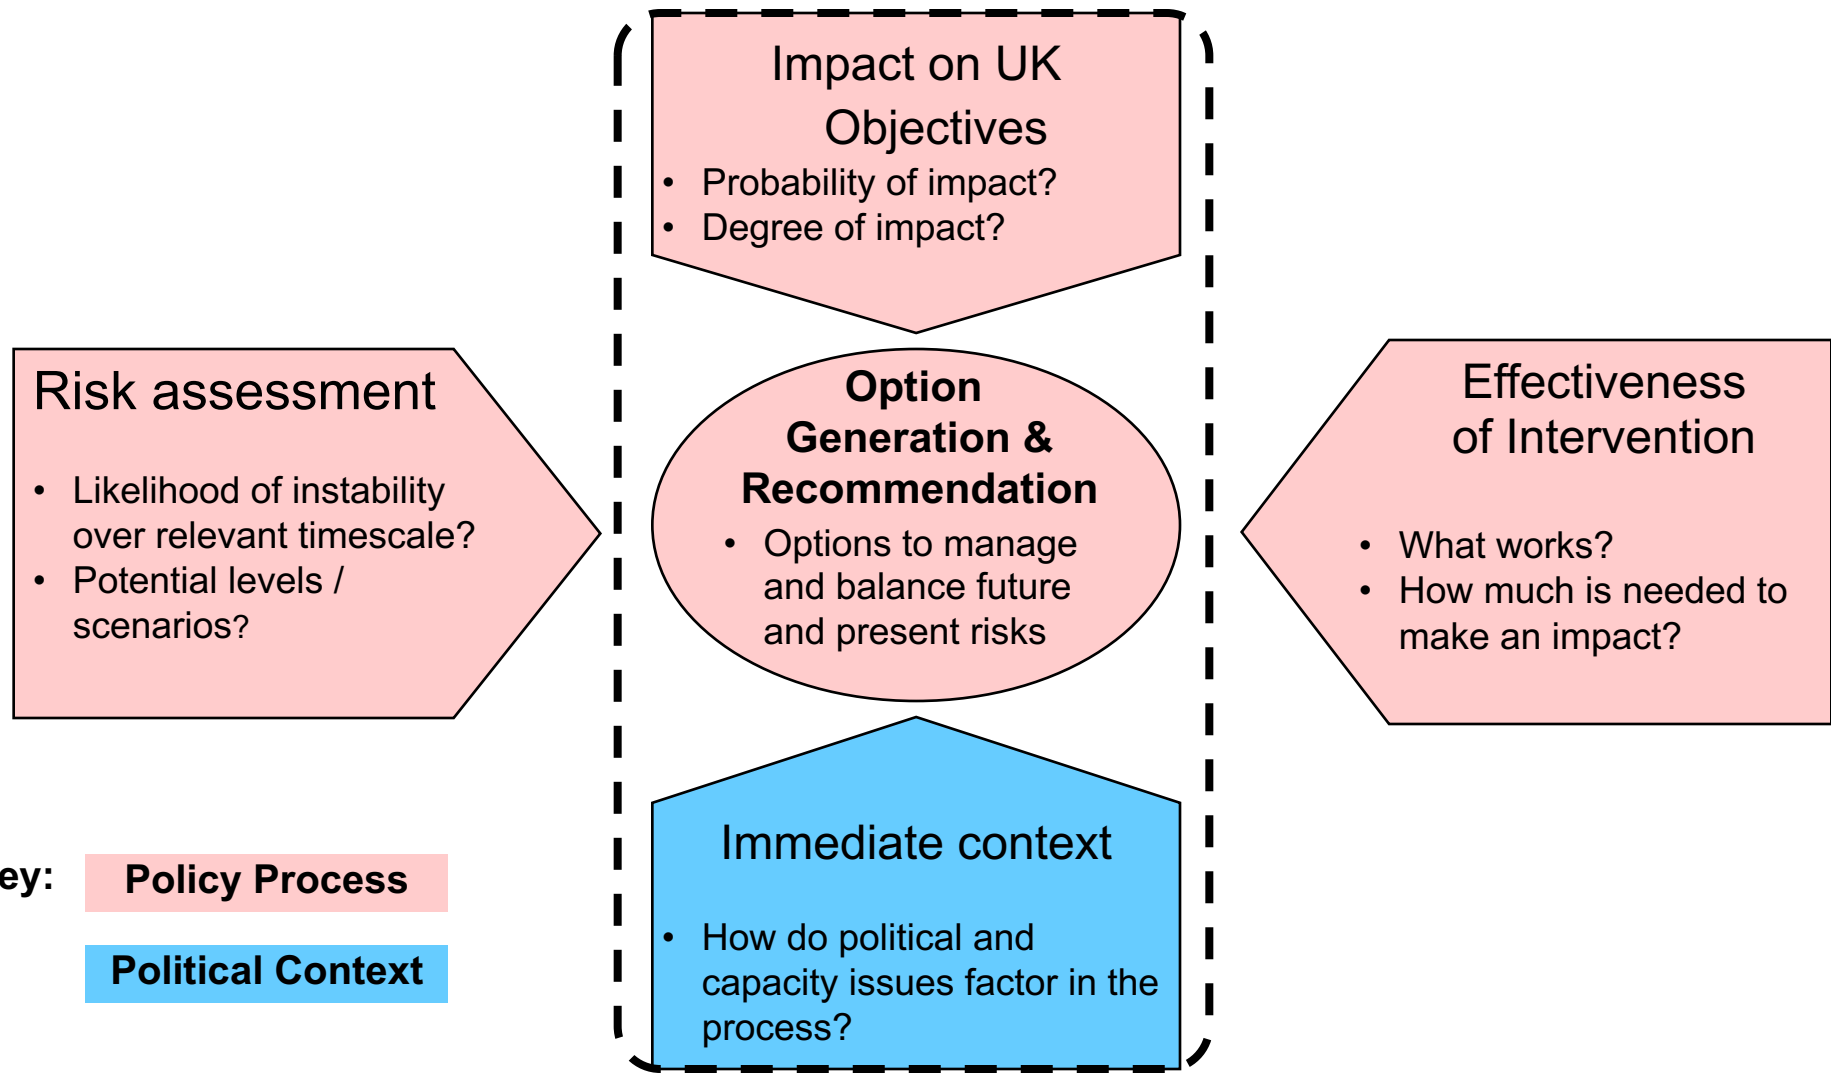 Impact on UK
Objectives
• Probability of impact?
• Degree of impact?
Risk assessment
• Likelihood of instability
over relevant timescale?
• Potential levels /
scenarios?
Option
Generation &
Recommendation
• Options to manage
and balance future
and present risks
Effectiveness
of Intervention
• What works?
• How much is needed to
make an impact?
Immediate context
• How do political and
capacity issues factor in the
process?
ey:
Policy Process
Political Context